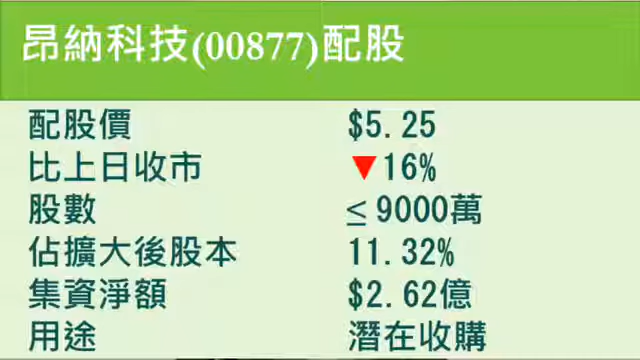 昂納科技(00877)配股
配股價 $5.25
比上日收市 ▼16%
股數 ≤9000萬
佔擴大後股本 11.32%
集資淨額 $2.62億
用途 潛在收購